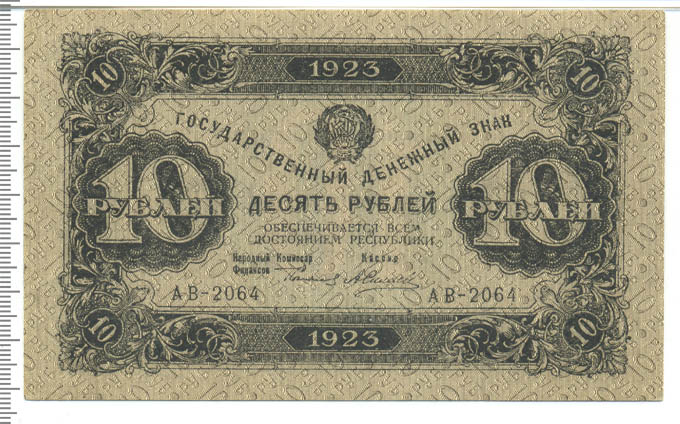 1923
10 10
ГОСУДАРСТВЕННЫЙ ДЕНЕЖНЫЙ ЗНАК
10 10
РУБЛЕЙ РУБЛЕЙ
ДЕСЯТЬ РУБЛЕЙ
ОБЕСПЕЧИВАЕТСЯ ВСЕМ
ДОСТОЯНИЕМ РЕСПУБЛИКИ
Народный Комиссар Кассир
Финансов
АВ-2064 АВ-2064
10 10
1923